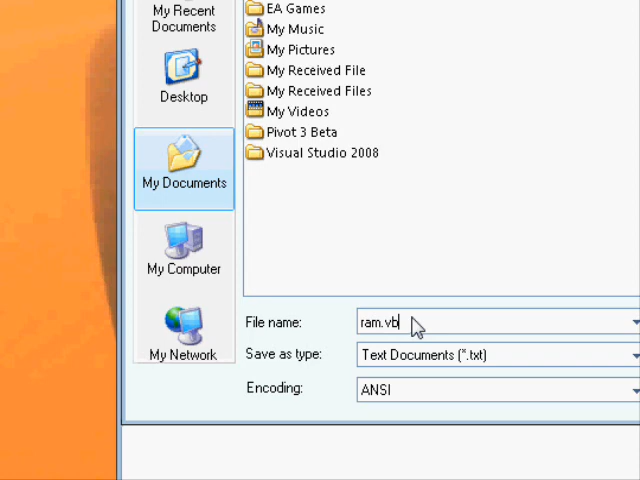 My Recent
Documents
Desktop
My Documents
My Computer
My Network
EA Games
My Music
My Pictures
My Received File
My Received Files
My Videos
Pivot 3 Beta
Visual Studio 2008
File name:
ram.vb
Save as type:
Text Documents (*.txt)
Encoding:
ANSI